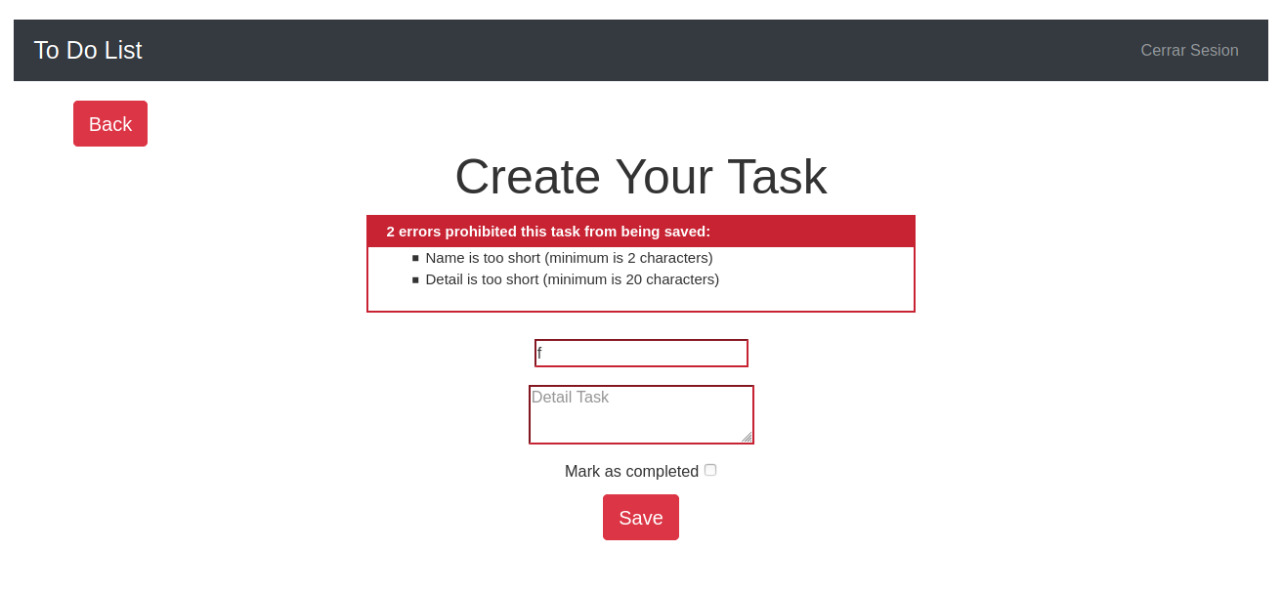 To Do List
Cerrar Sesion
Back
Create Your Task
2 errors prohibited this task from being saved:
Name is too short (minimum is 2 characters)
Detail is too short (minimum is 20 characters)
f
Detail Task
Mark as completed
Save